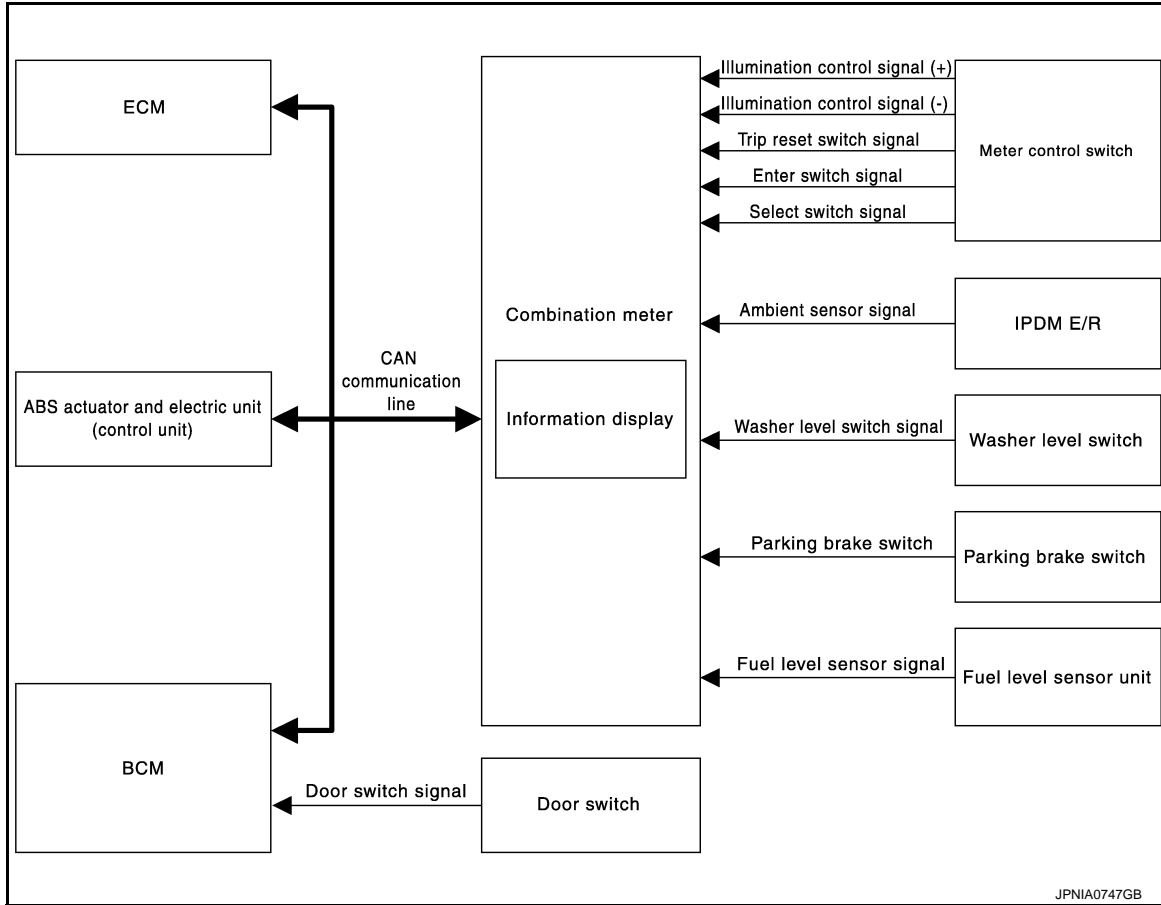 ECM
ABS actuator and electric unit
(control unit)
BCM
CAN
communication
line
Door switch signal
Combination meter
Information display
Door switch
Illumination control signal (+)
Illumination control signal (-)
Trip reset switch signal
Enter switch signal
Select switch signal
Meter control switch
Ambient sensor signal
IPDM E/R
Washer level switch signal
Washer level switch
Parking brake switch
Parking brake switch
Fuel level sensor signal
Fuel level sensor unit
JPNIA0747GB